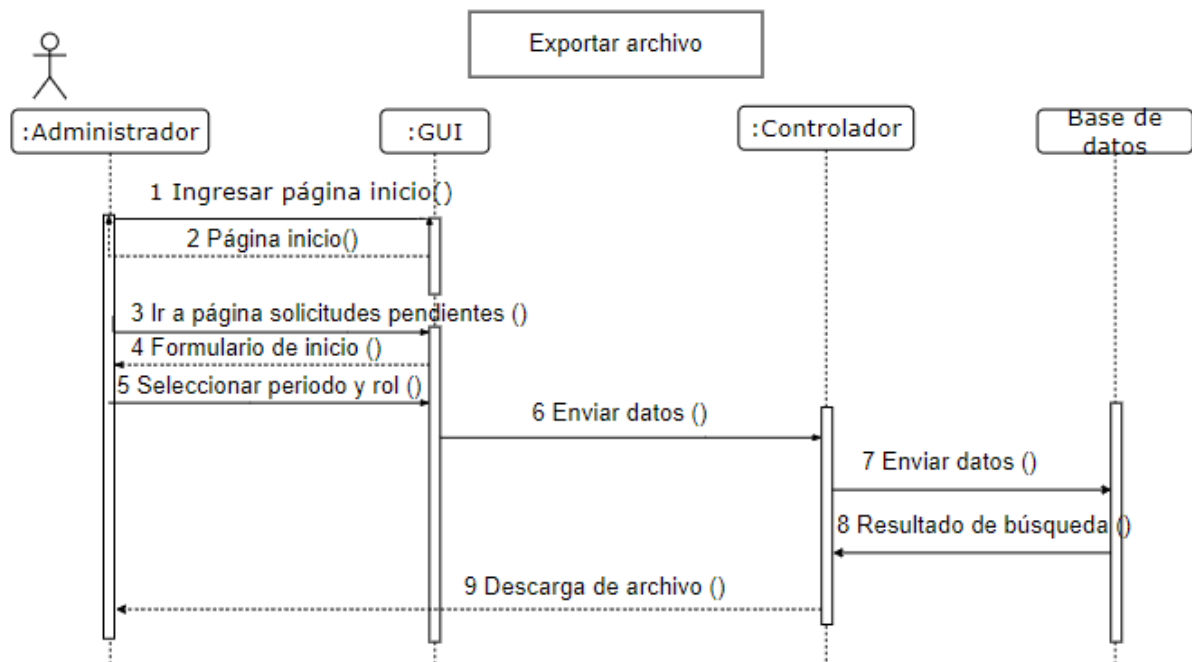 Exportar archivo
:Administrador
:GUI
:Controlador
Base de
datos
1 Ingresar página inicio()
2 Página inicio()
3 Ir a página solicitudes pendientes ()
4 Formulario de inicio ()
5 Seleccionar periodo y rol ()
6 Enviar datos ()
7 Enviar datos ()
8 Resultado de búsqueda ()
9 Descarga de archivo ()